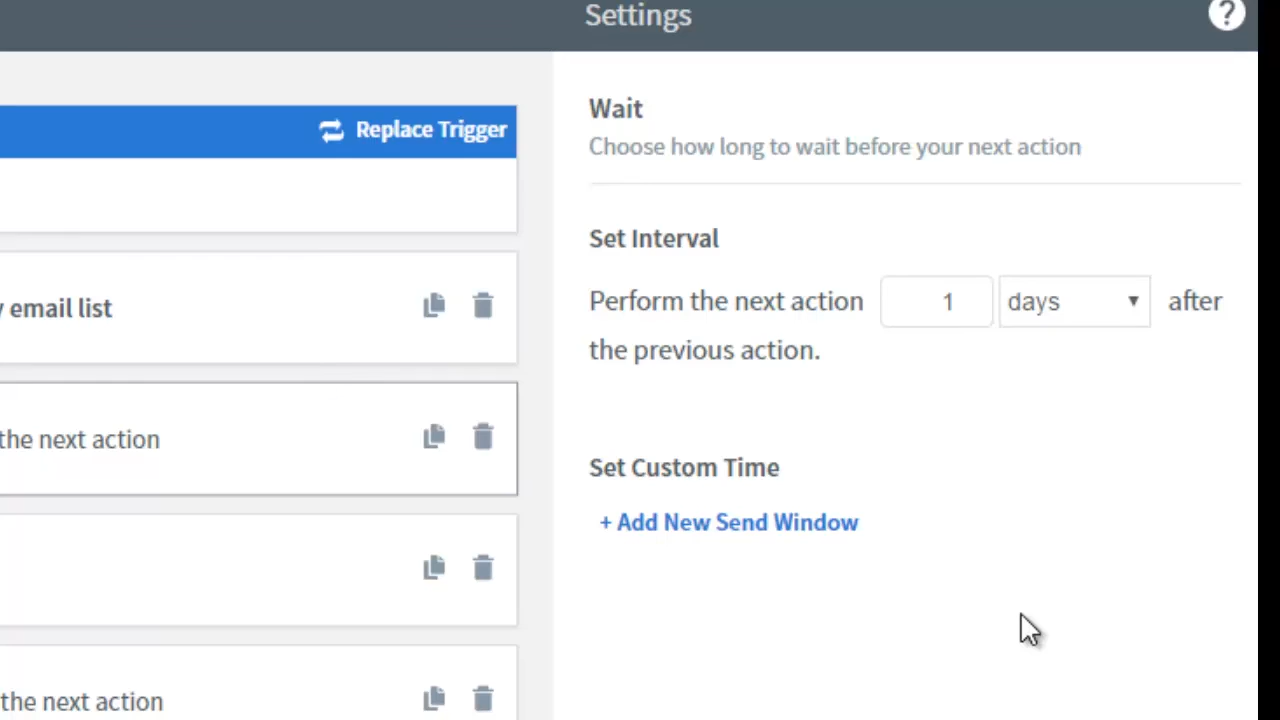 Settings
?
Replace Trigger
Wait
Choose how long to wait before your next action
Set Interval
Perform the next action 1 days after
the previous action.
email list
the next action
Set Custom Time
+ Add New Send Window
the next action